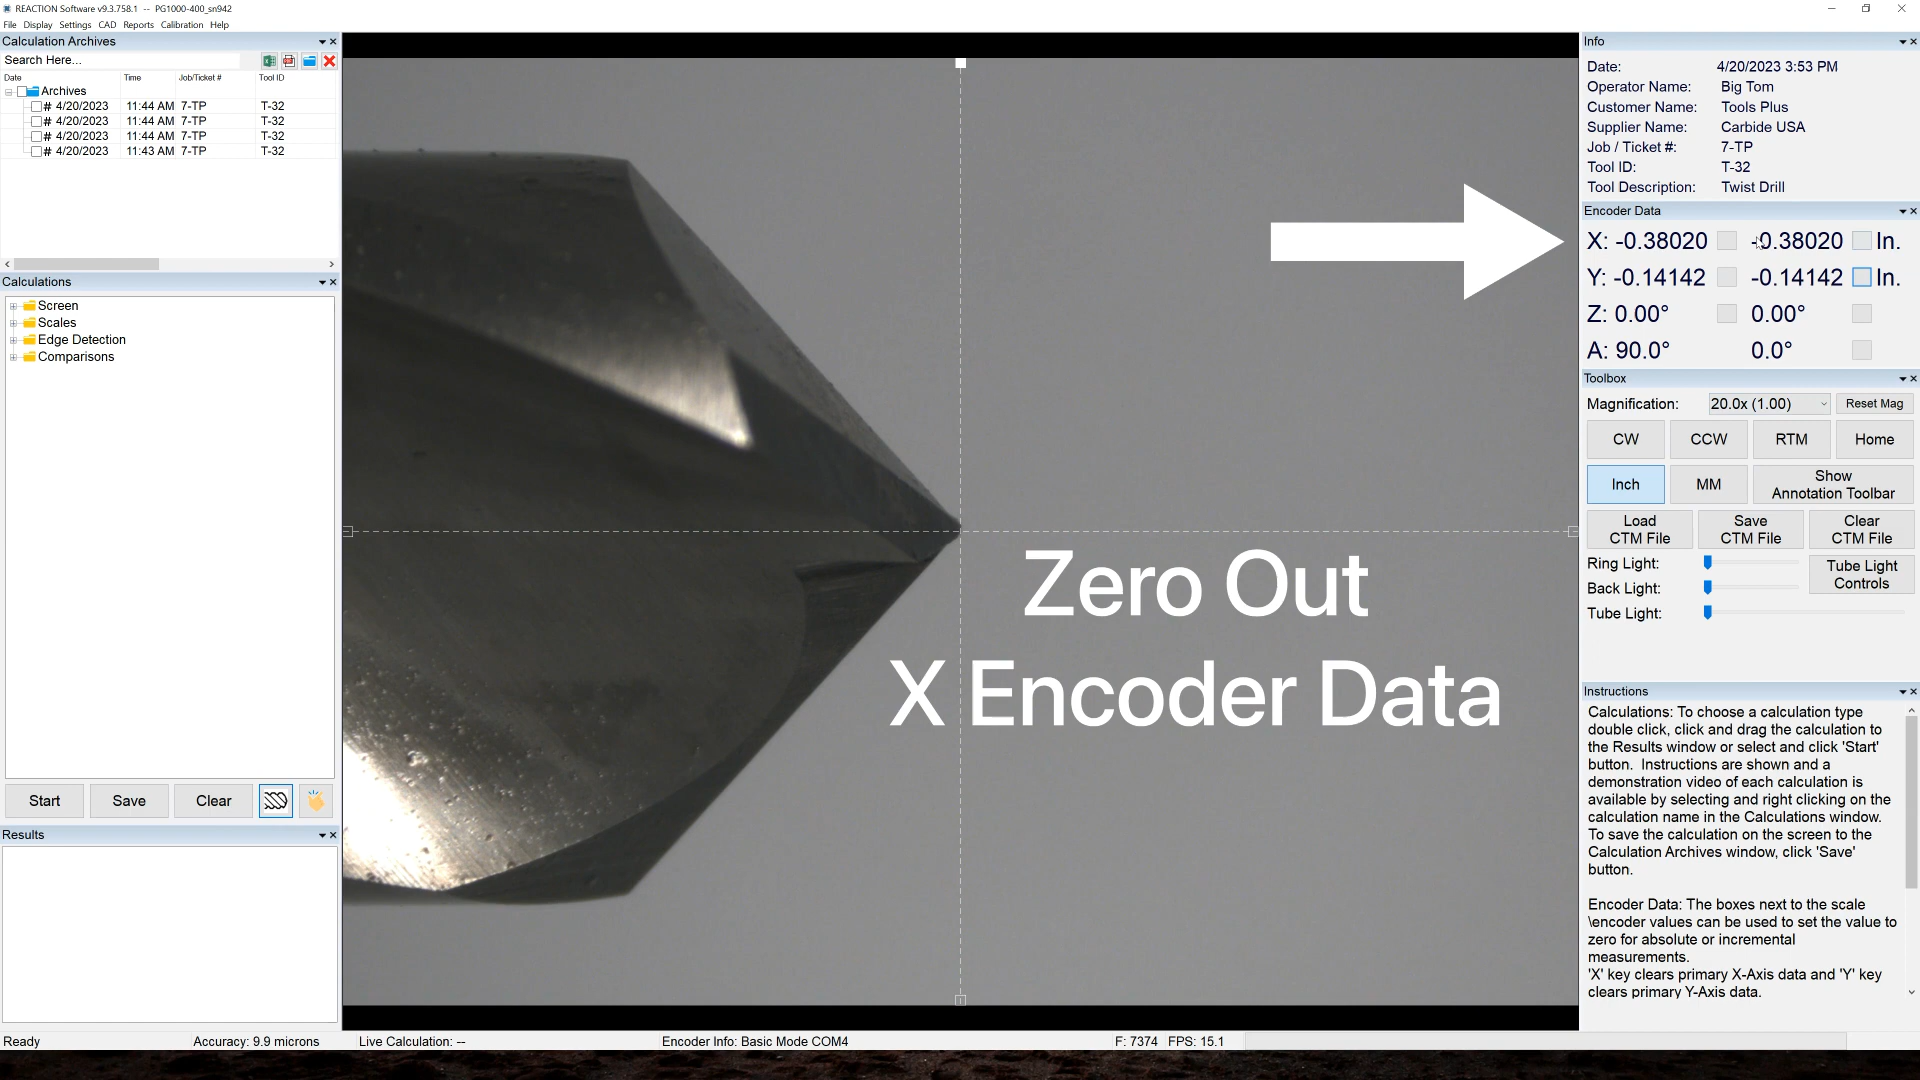 REACTION Software v9.3.758.1 -- PG1000-400_sn942
File Display Settings CAD Reports Calibration Help
Calculation Archives
Search Here...
Date Time Job/Ticket # Tool ID
Archives
# 4/20/2023 11:44 AM 7-TP T-32
# 4/20/2023 11:44 AM 7-TP T-32
# 4/20/2023 11:44 AM 7-TP T-32
# 4/20/2023 11:43 AM 7-TP T-32
Calculations
Screen
Scales
Edge Detection
Comparisons
Start Save Clear
Results
Zero Out
X Encoder Data
Info
Date: 4/20/2023 3:53 PM
Operator Name: Big Tom
Customer Name: Tools Plus
Supplier Name: Carbide USA
Job / Ticket #: 7-TP
Tool ID: T-32
Tool Description: Twist Drill
Encoder Data
X: -0.38020 -0.38020 In.
Y: -0.14142 -0.14142 In.
Z: 0.00° 0.00°
A: 90.0° 0.0°
Toolbox
Magnification: 20.0x (1.00) Reset Mag
CW CCW RTM Home
Inch MM Show
Annotation Toolbar
Load Save Clear
CTM File CTM File CTM File
Ring Light: Tube Light
Back Light: Controls
Tube Light:
Instructions
Calculations: To choose a calculation type
double click, click and drag the calculation to
the Results window or select and click 'Start'
button. Instructions are shown and a
demonstration video of each calculation is
available by selecting and right clicking on the
calculation name in the Calculations window.
To save the calculation on the screen to the
Calculation Archives window, click 'Save'
button.
Encoder Data: The boxes next to the scale
\encoder values can be used to set the value to
zero for absolute or incremental
measurements.
'X' key clears primary X-Axis data and 'Y' key
clears primary Y-Axis data.
Ready Accuracy: 9.9 microns Live Calculation: -- Encoder Info: Basic Mode COM4 F: 7374 FPS: 15.1